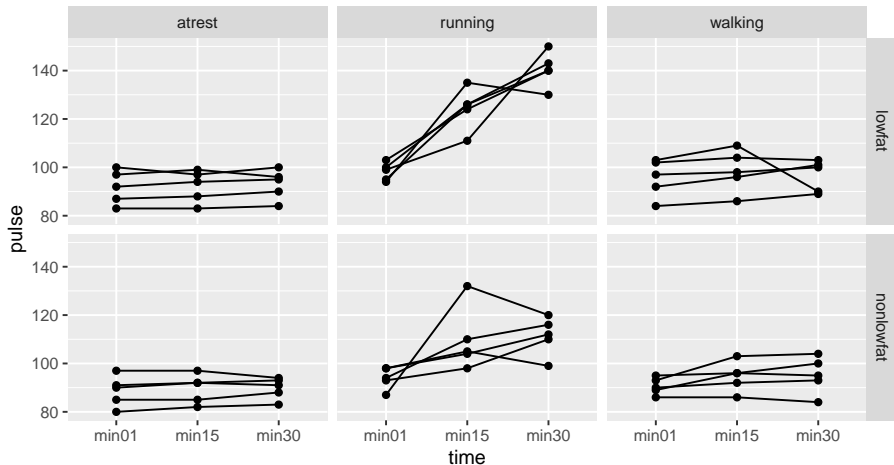 atrest running walking
140
120
100
80
lowfat
pulse
140
120
100
80
nonlowfat
min01 min15 min30 min01 min15 min30 min01 min15 min30
time